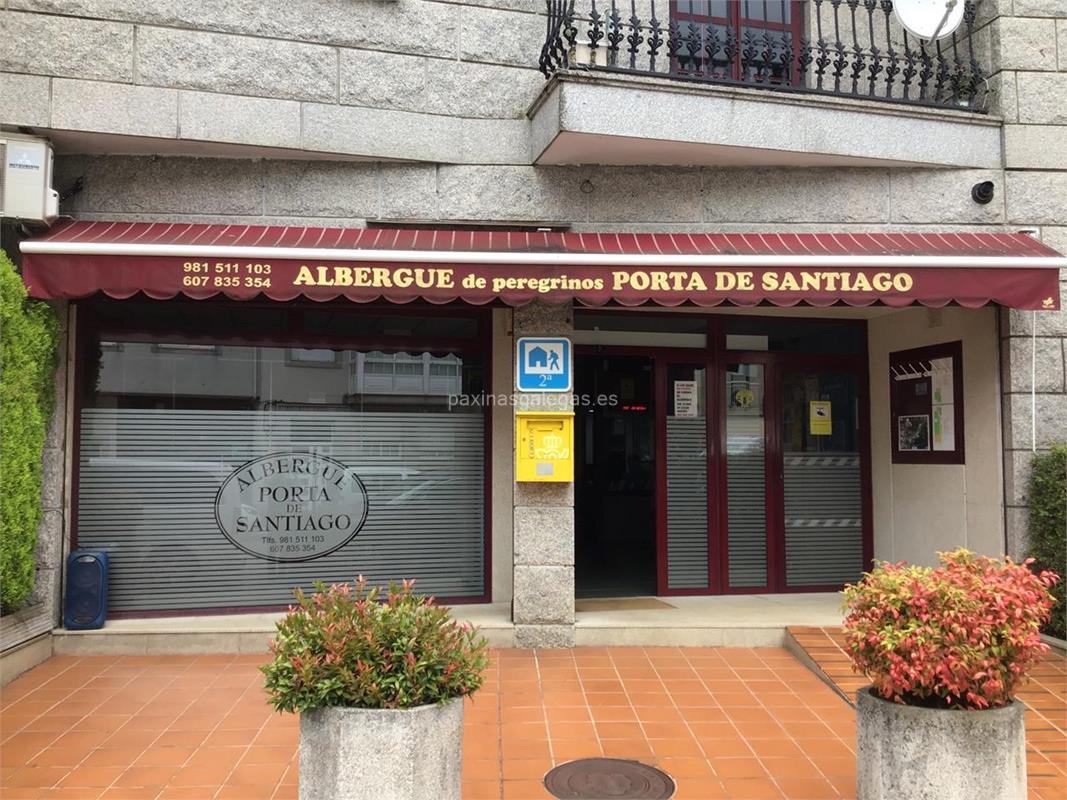 981 511 103
607 835 354
ALBERGUE de peregrinos PORTA DE SANTIAGO
2ª
paxinasgalegas.es
ALBERGUE
PORTA
DE
SANTIAGO
Tlfs. 981 511 103
607 835 354